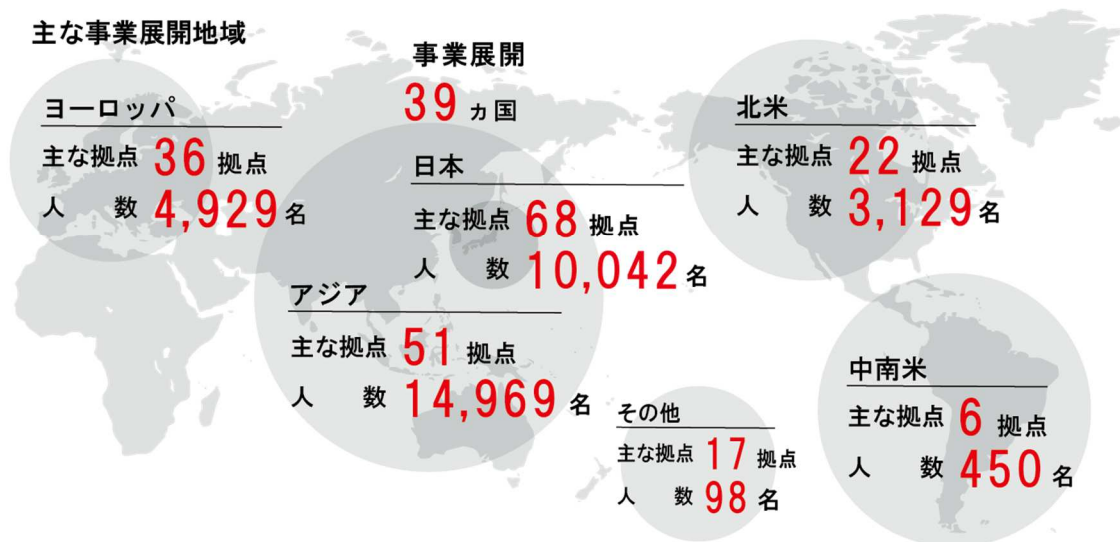 主な事業展開地域
事業展開
39 ヵ国
ヨーロッパ
主な拠点 36 拠点
人 数 4,929 名
日本
主な拠点 68 拠点
人 数 10,042 名
北米
主な拠点 22 拠点
人 数 3,129 名
アジア
主な拠点 51 拠点
人 数 14,969 名
その他
主な拠点 17 拠点
人 数 98 名
中南米
主な拠点 6 拠点
人 数 450 名